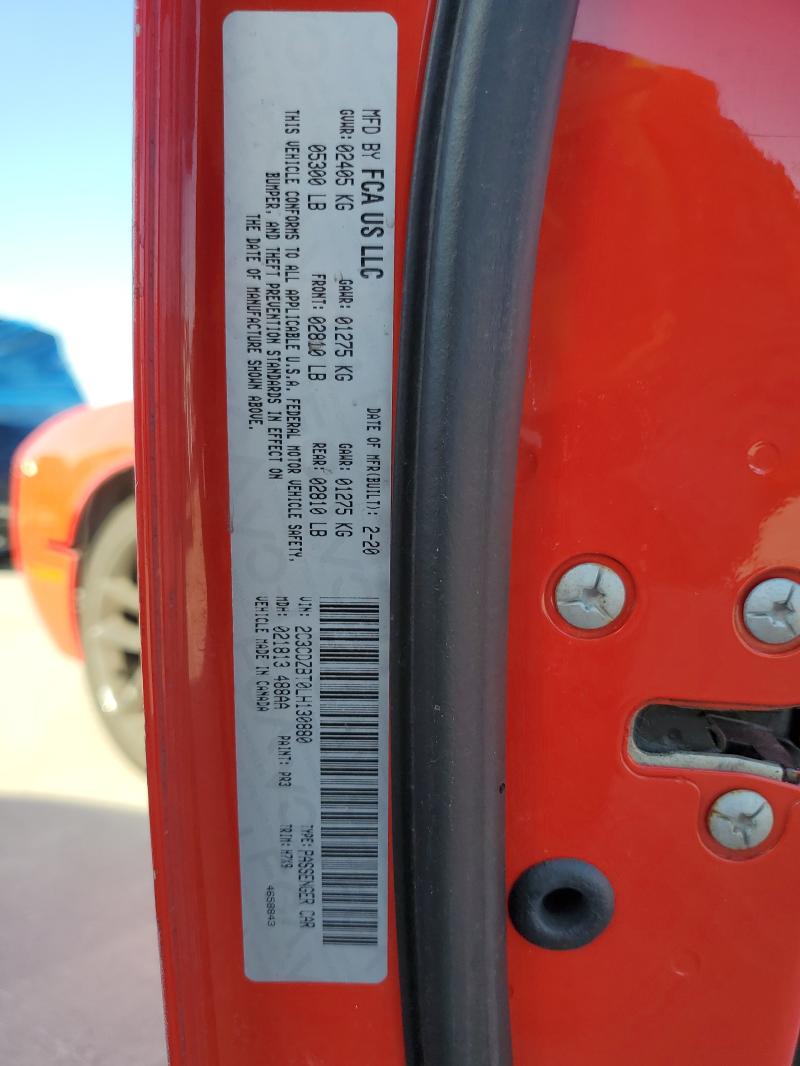 MFD BY FCA US LLC
DATE OF MFR(BUILT): 2-20
GVWR: 02405 KG GAWR: 01275 KG GAWR: 01275 KG
05300 LB FRONT: 02810 LB REAR: 02810 LB
THIS VEHICLE CONFORMS TO ALL APPLICABLE U.S.A. FEDERAL MOTOR VEHICLE SAFETY,
BUMPER, AND THEFT PREVENTION STANDARDS IN EFFECT ON
THE DATE OF MANUFACTURE SHOWN ABOVE.
VIN: 2C3CDZBT0LH130880 TYPE: PASSENGER CAR
MDH: 021813 488AA PAINT: PR3 TRIM: H7X9
VEHICLE MADE IN CANADA 4658843